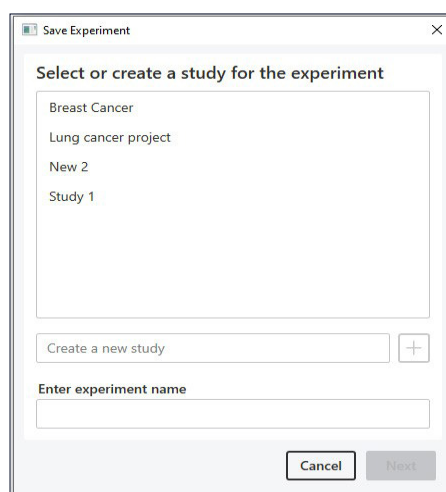 Save Experiment
Select or create a study for the experiment
Breast Cancer
Lung cancer project
New 2
Study 1
Create a new study
Enter experiment name
Cancel Next